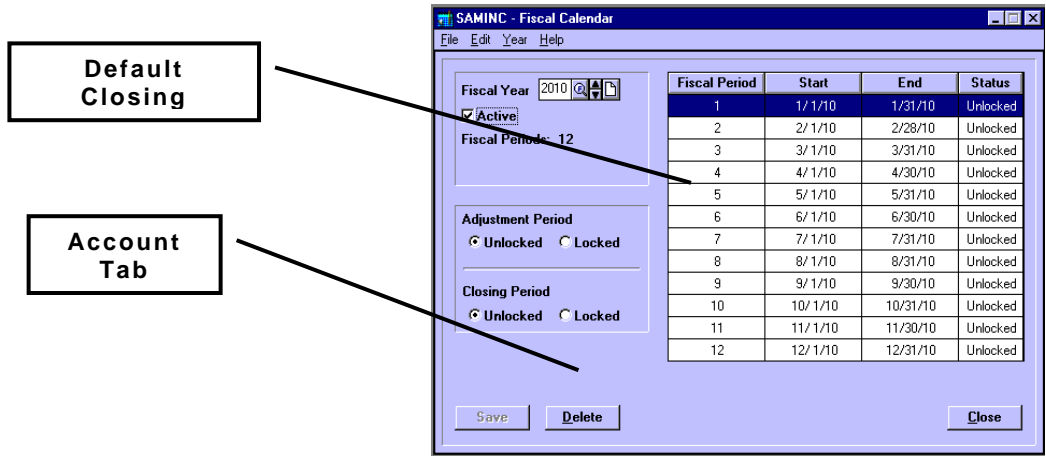 SAMINC - Fiscal Calendar
File Edit Year Help
Default
Closing
Account
Tab
Fiscal Year 2010
Active
Fiscal Periods: 12
Adjustment Period
Unlocked Locked
Closing Period
Unlocked Locked
Fiscal Period Start End Status
1 1/ 1/10 1/31/10 Unlocked
2 2/ 1/10 2/28/10 Unlocked
3 3/ 1/10 3/31/10 Unlocked
4 4/ 1/10 4/30/10 Unlocked
5 5/ 1/10 5/31/10 Unlocked
6 6/ 1/10 6/30/10 Unlocked
7 7/ 1/10 7/31/10 Unlocked
8 8/ 1/10 8/31/10 Unlocked
9 9/ 1/10 9/30/10 Unlocked
10 10/ 1/10 10/31/10 Unlocked
11 11/ 1/10 11/30/10 Unlocked
12 12/ 1/10 12/31/10 Unlocked
Save Delete Close